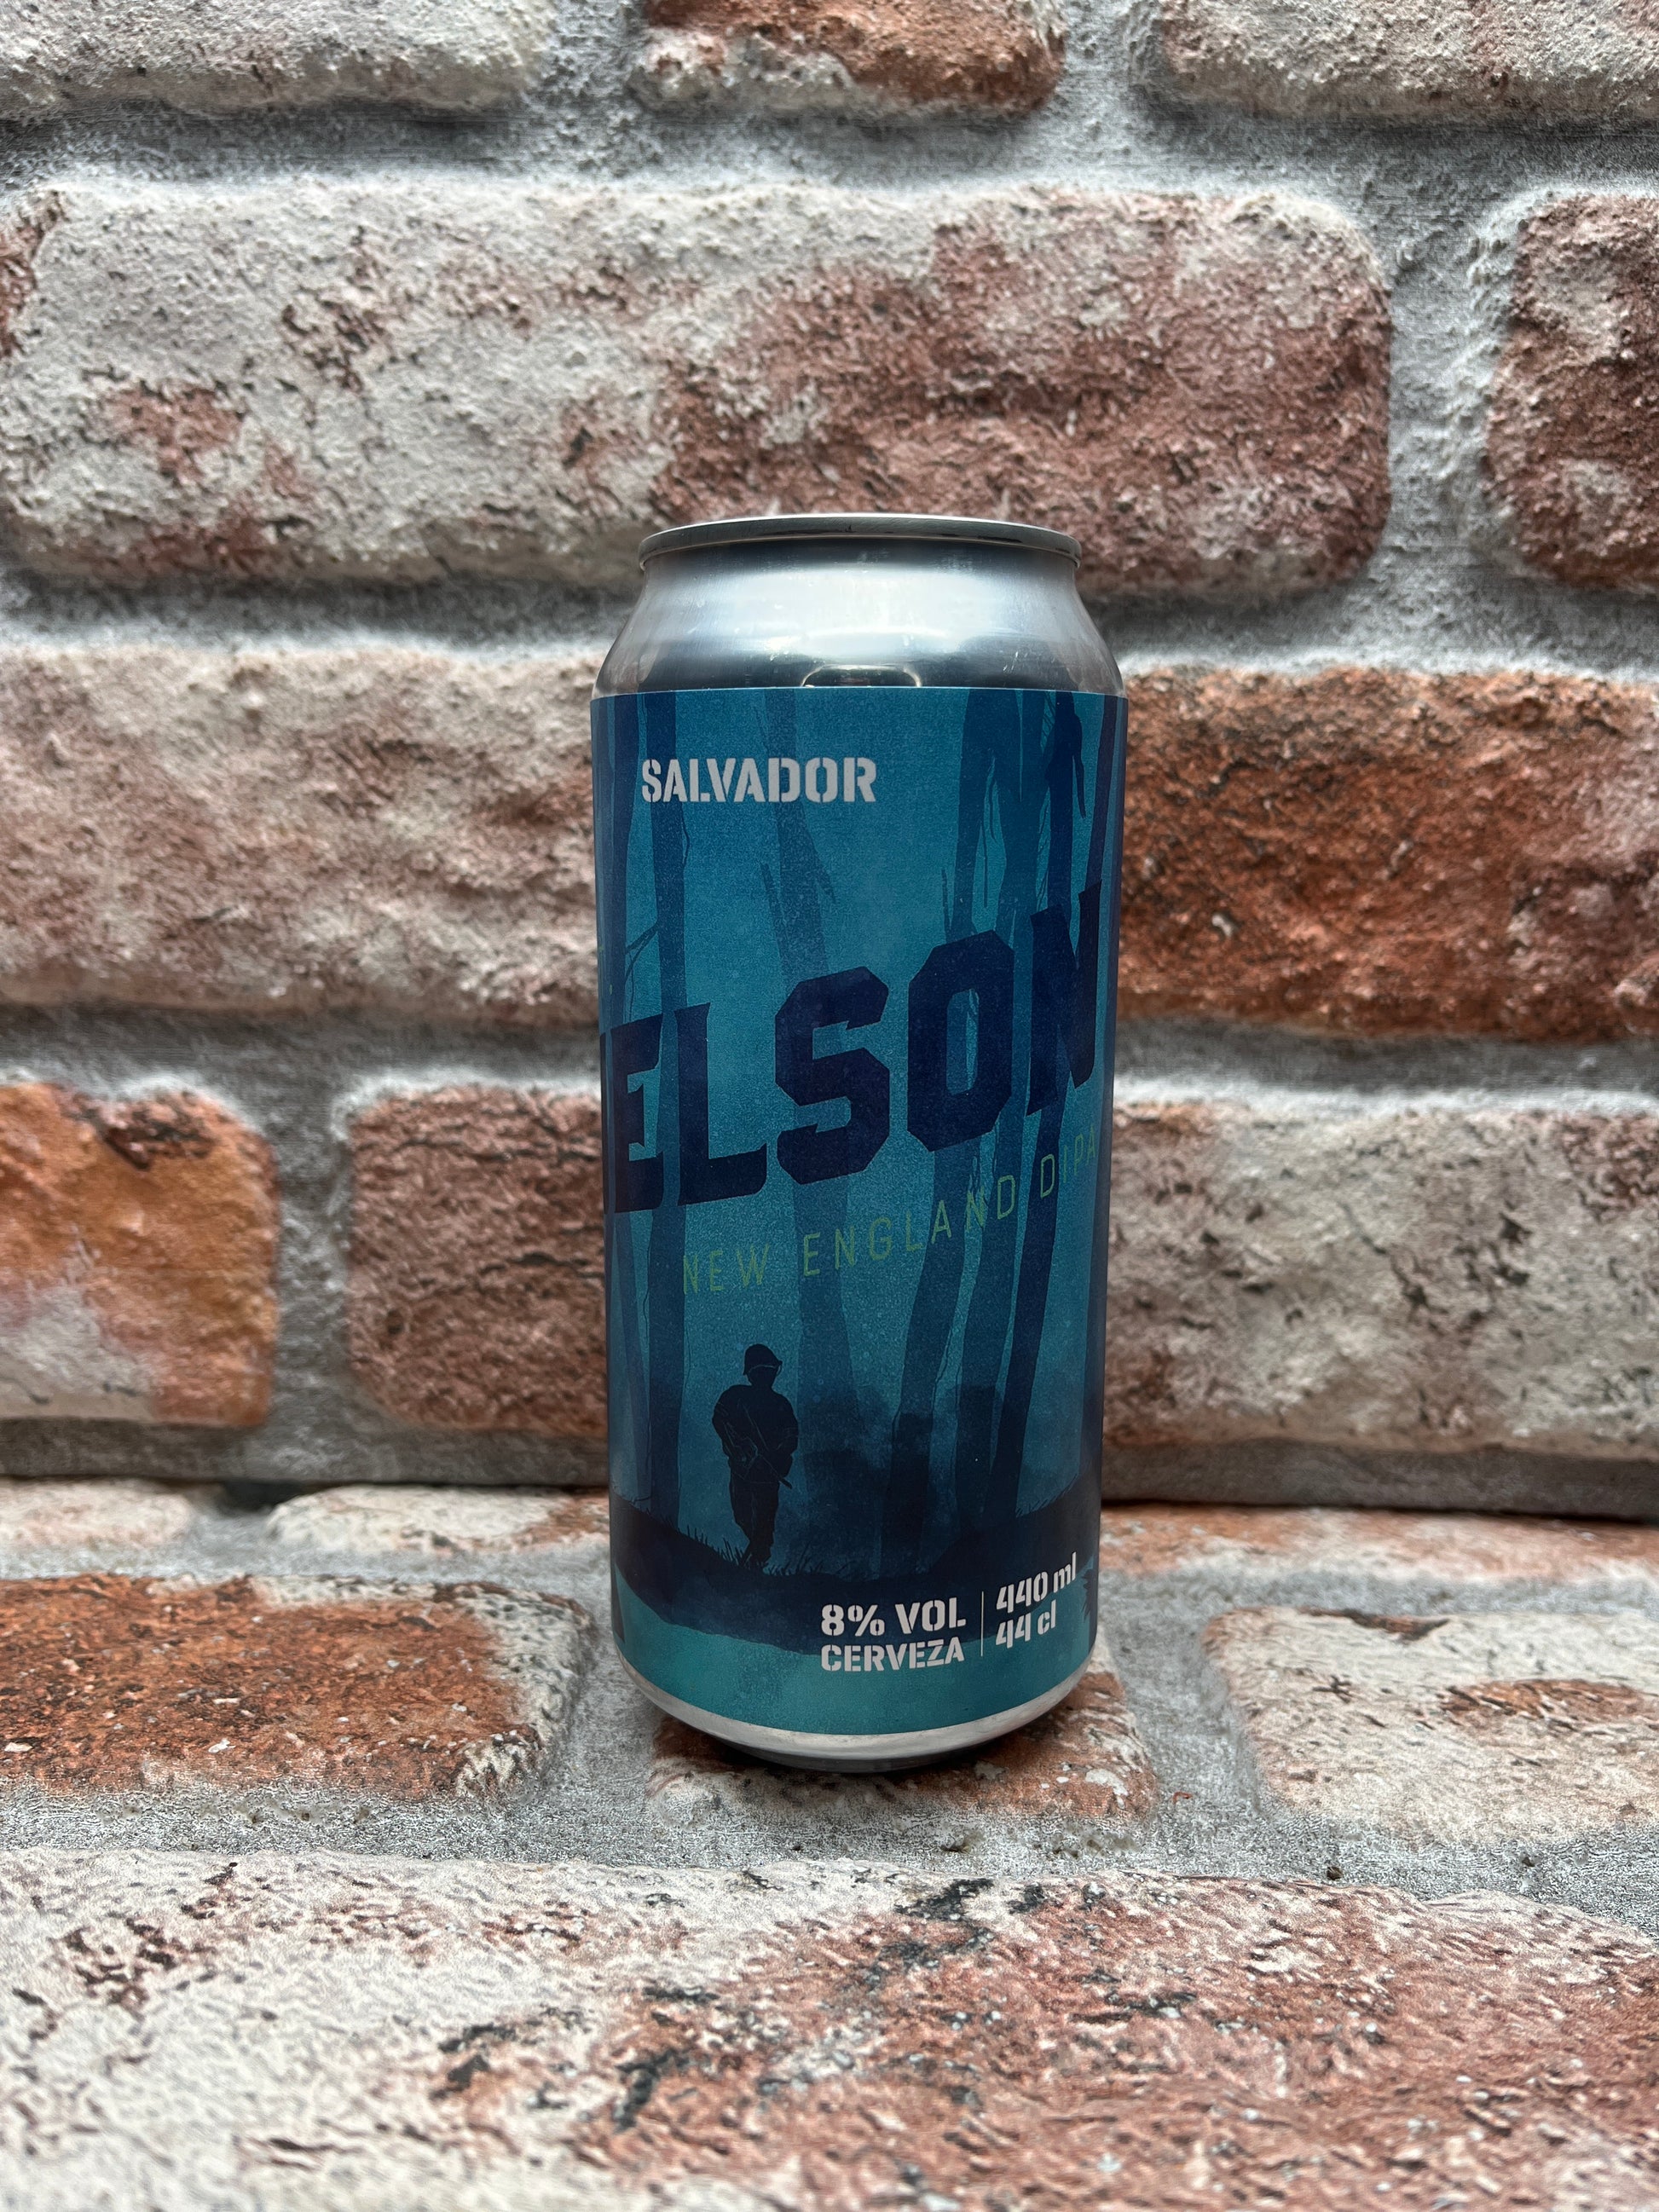 SALVADOR
ELSON
NEW ENGLAND DIPA
8% VOL
CERVEZA
440 ml
44 cl